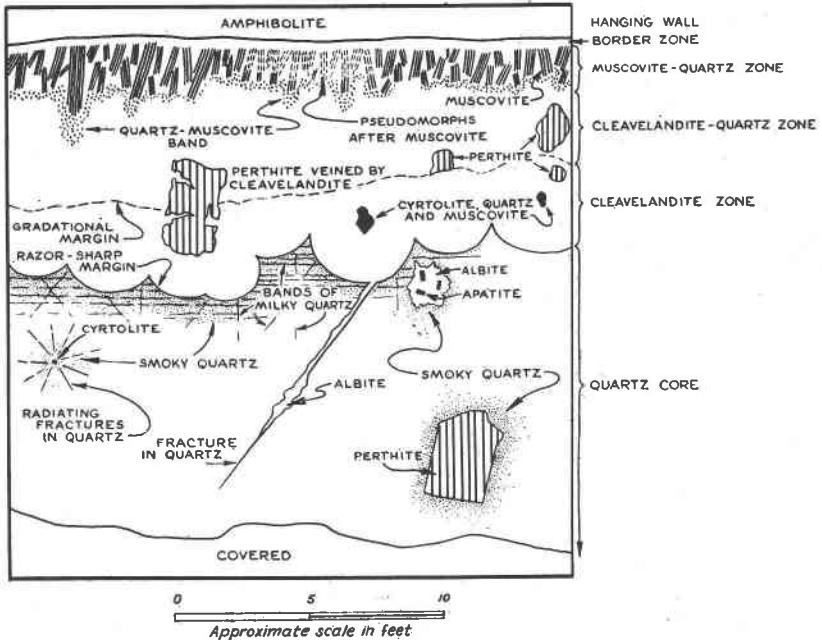 AMPHIBOLITE
HANGING WALL
BORDER ZONE
MUSCOVITE-QUARTZ ZONE
MUSCOVITE
QUARTZ-MUSCOVITE
BAND
PSEUDOMORPHS
AFTER MUSCOVITE
CLEAVELANDITE-QUARTZ ZONE
PERTHITE VEINED BY
CLEAVELANDITE
PERTHITE
CYRTOLITE, QUARTZ
AND MUSCOVITE
CLEAVELANDITE ZONE
GRADATIONAL
MARGIN
RAZOR-SHARP
MARGIN
BANDS OF
MILKY QUARTZ
ALBITE
APATITE
CYRTOLITE
SMOKY QUARTZ
ALBITE
SMOKY QUARTZ
QUARTZ CORE
RADIATING
FRACTURES
IN QUARTZ
FRACTURE
IN QUARTZ
PERTHITE
COVERED
0 5 10
Approximate scale in feet